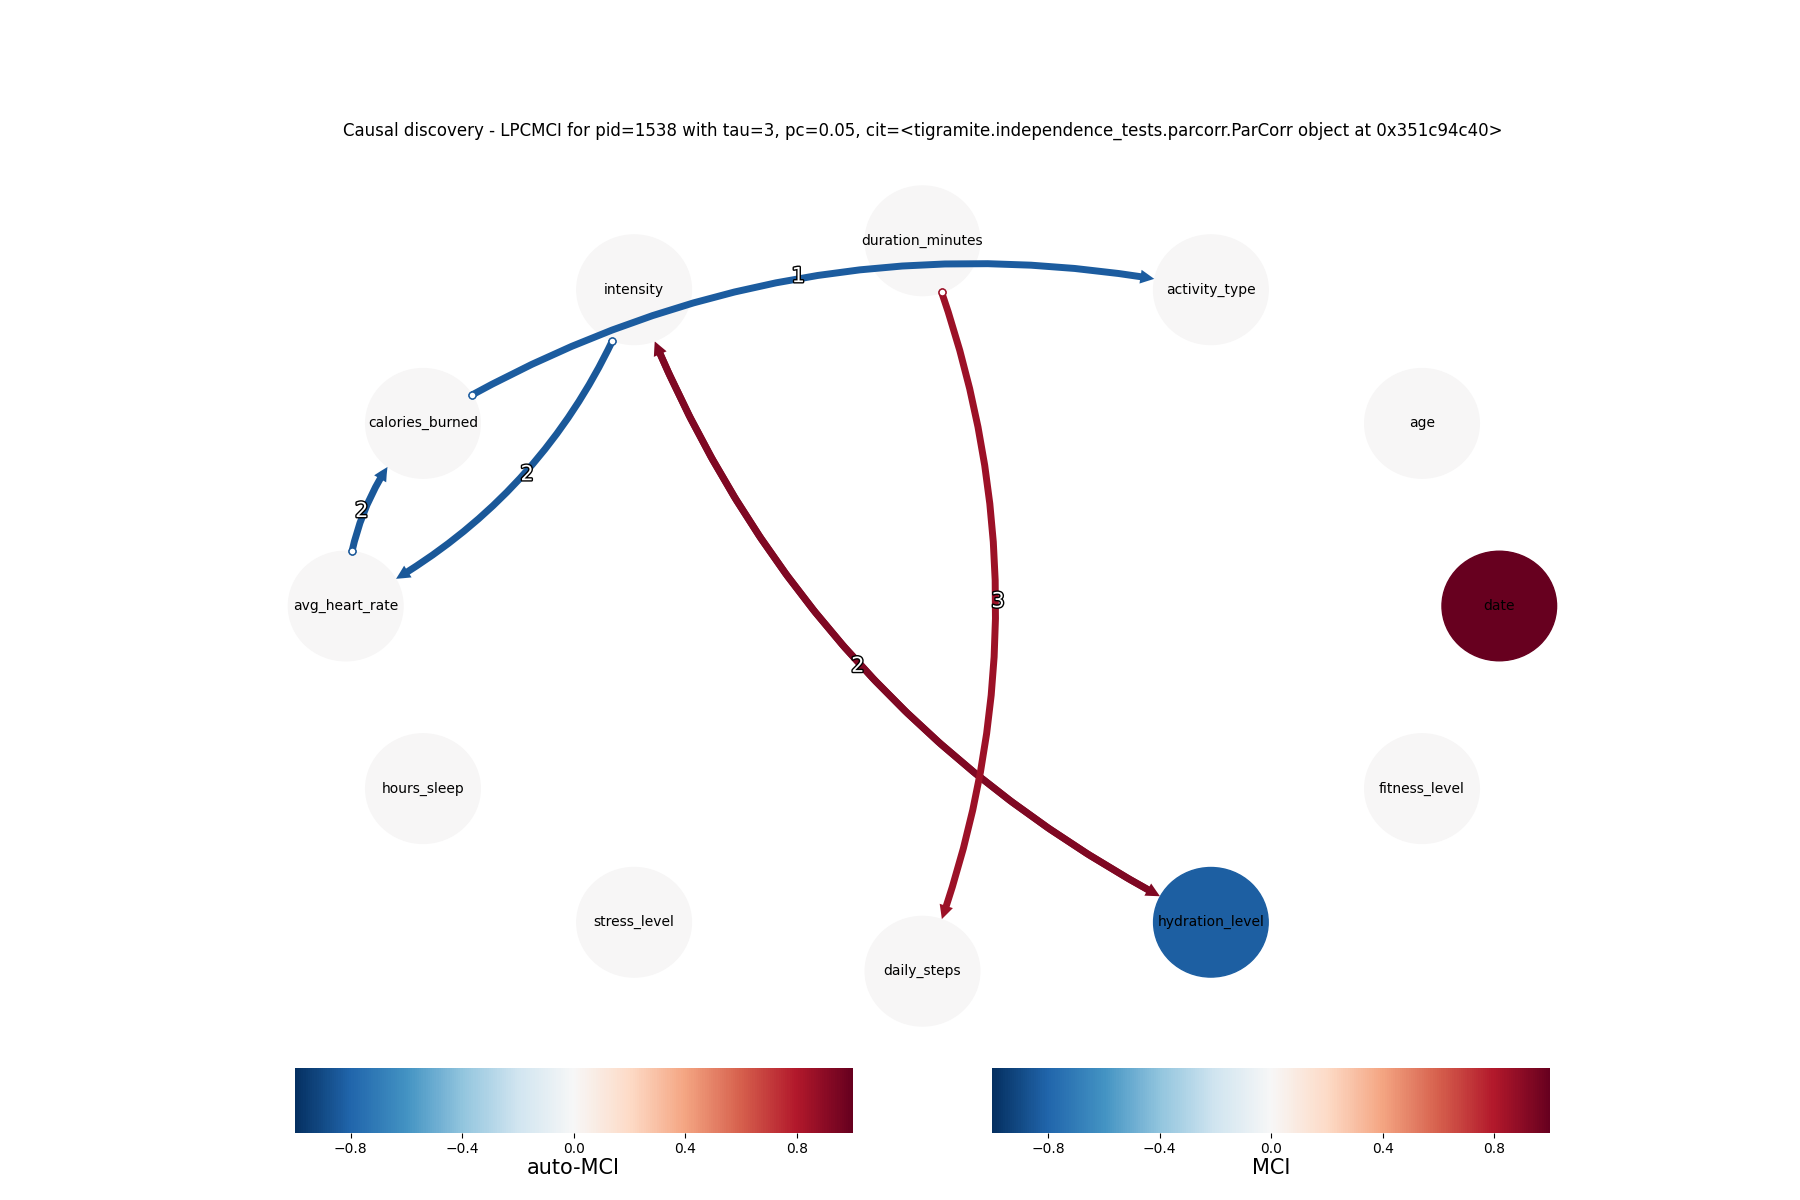 Causal discovery - LPCMCI for pid=1538 with tau=3, pc=0.05, cit=<tigramite.independence_tests.parcorr.ParCorr object at 0x351c94c40>
duration_minutes
intensity
activity_type
1
calories_burned
age
2
2
avg_heart_rate
date
3
2
hours_sleep
fitness_level
stress_level
hydration_level
daily_steps
−0.8 −0.4 0.0 0.4 0.8
auto-MCI
−0.8 −0.4 0.0 0.4 0.8
MCI